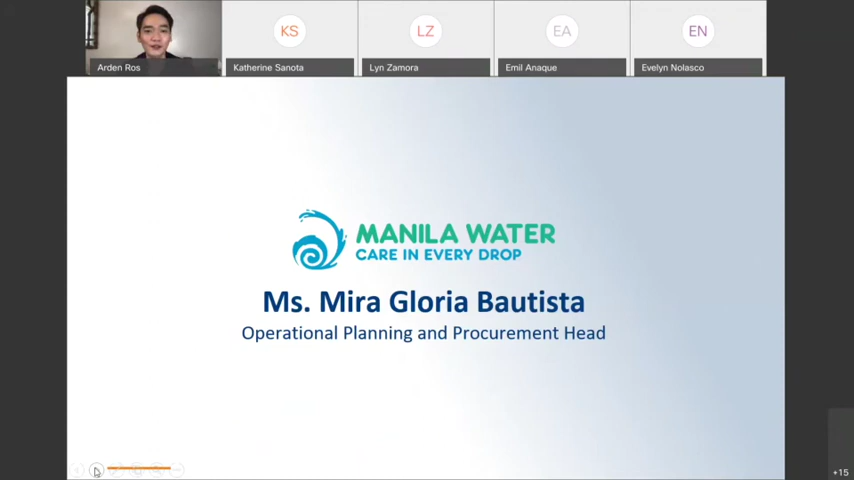 KS
LZ
EA
EN
Arden Ros
Katherine Sanota
Lyn Zamora
Emil Anaque
Evelyn Nolasco
MANILA WATER
CARE IN EVERY DROP
Ms. Mira Gloria Bautista
Operational Planning and Procurement Head
+15